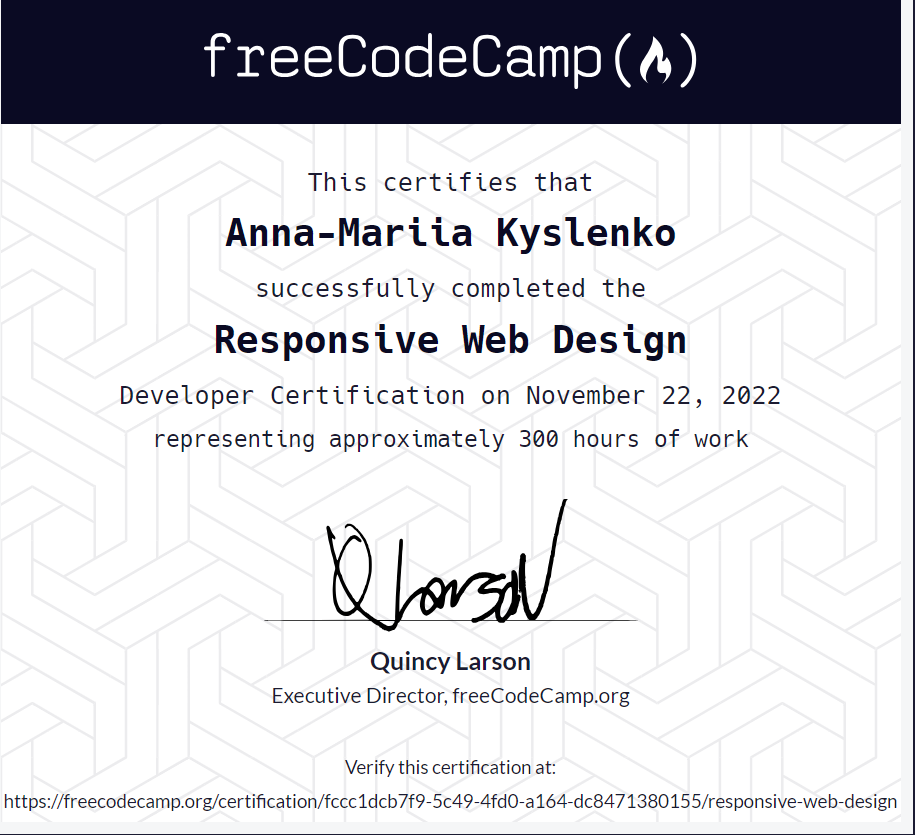 freeCodeCamp
This certifies that
Anna-Mariia Kyslenko
successfully completed the
Responsive Web Design
Developer Certification on November 22, 2022
representing approximately 300 hours of work
Q Larson
Quincy Larson
Executive Director, freeCodeCamp.org
Verify this certification at:
https://freecodecamp.org/certification/fccc1dcb7f9-5c49-4fd0-a164-dc8471380155/responsive-web-design